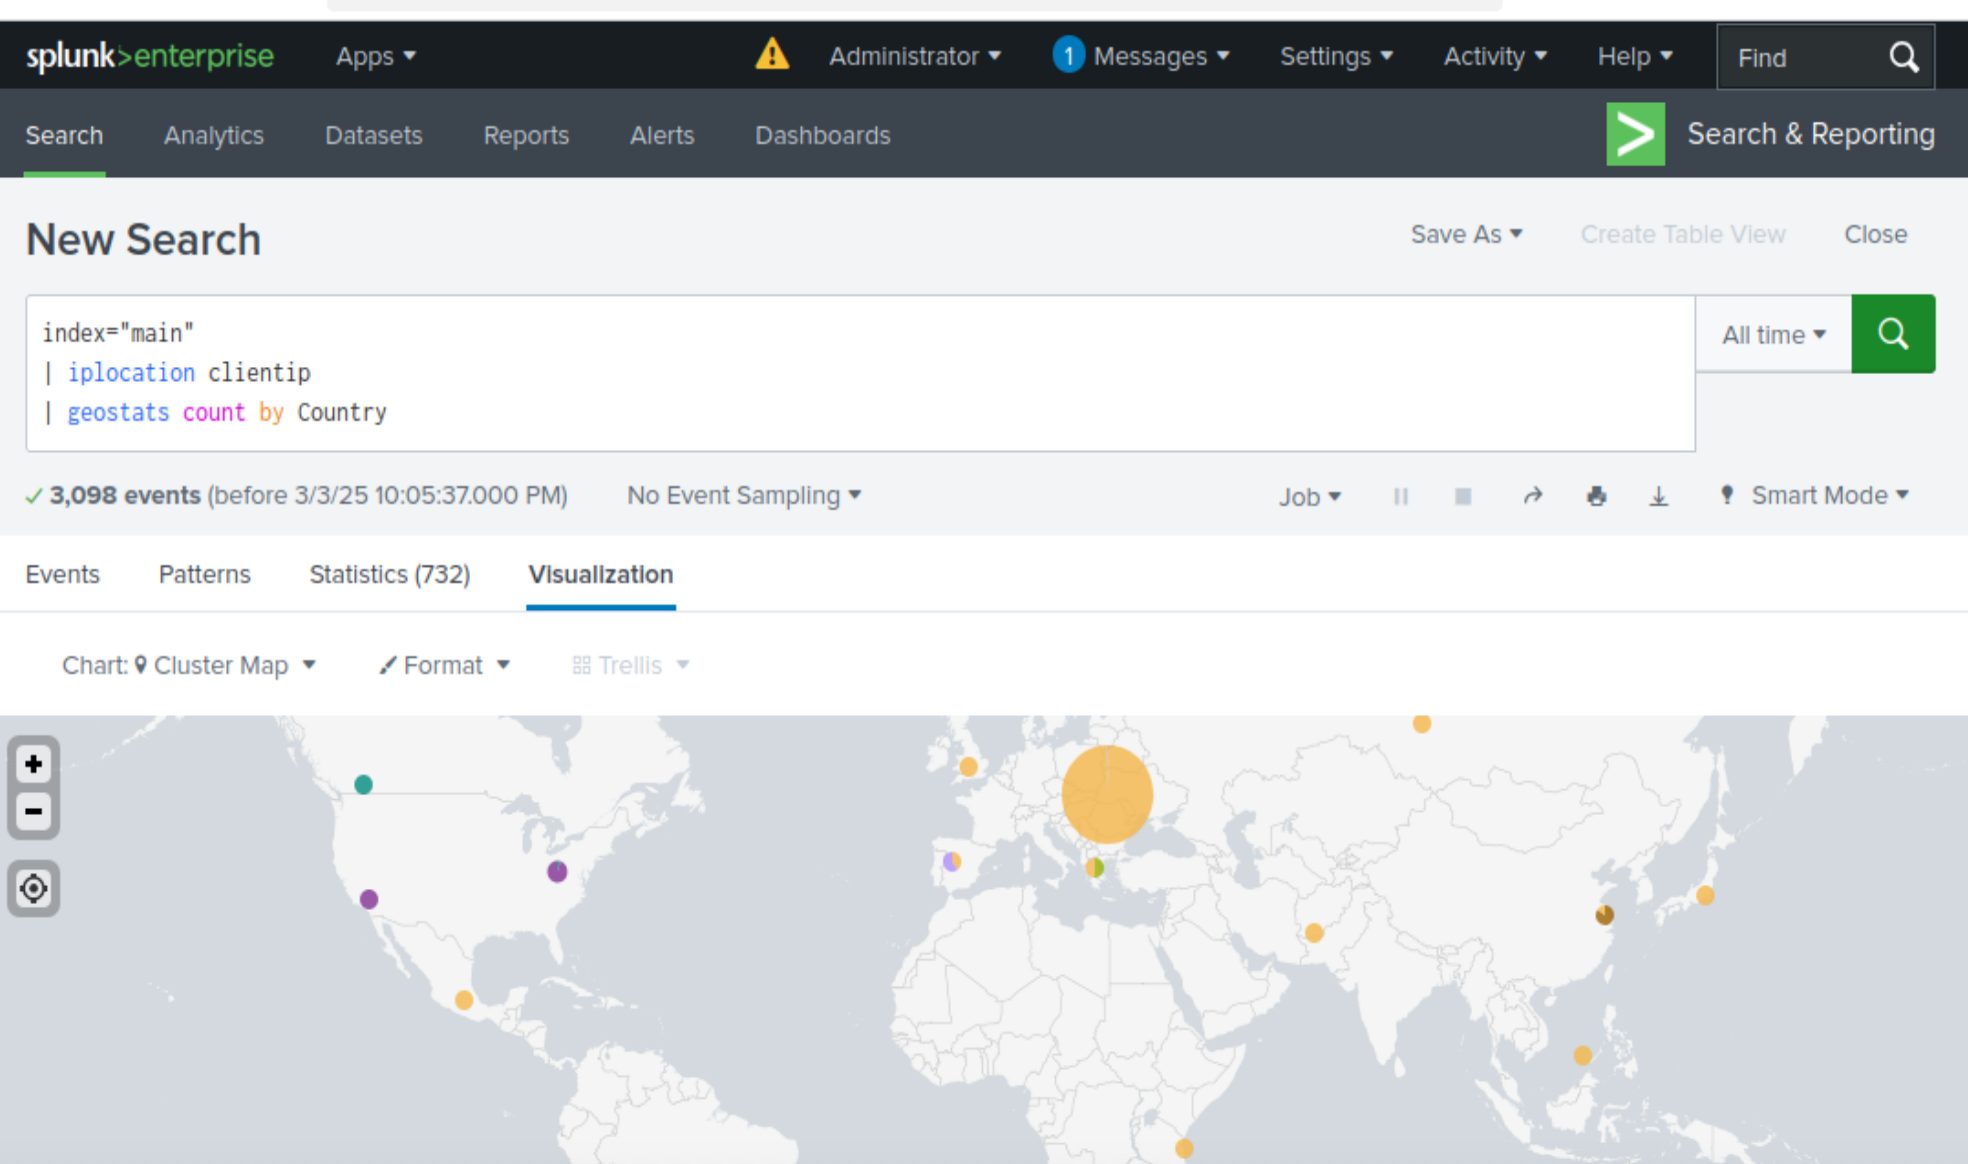 splunk>enterprise Apps Administrator 1 Messages Settings Activity Help Find
Search Analytics Datasets Reports Alerts Dashboards Search & Reporting
New Search Save As Create Table View Close
index="main"
| iplocation clientip
| geostats count by Country
All time
3,098 events (before 3/3/25 10:05:37.000 PM) No Event Sampling Job Smart Mode
Events Patterns Statistics (732) Visualization
Chart: Cluster Map Format Trellis
+
-